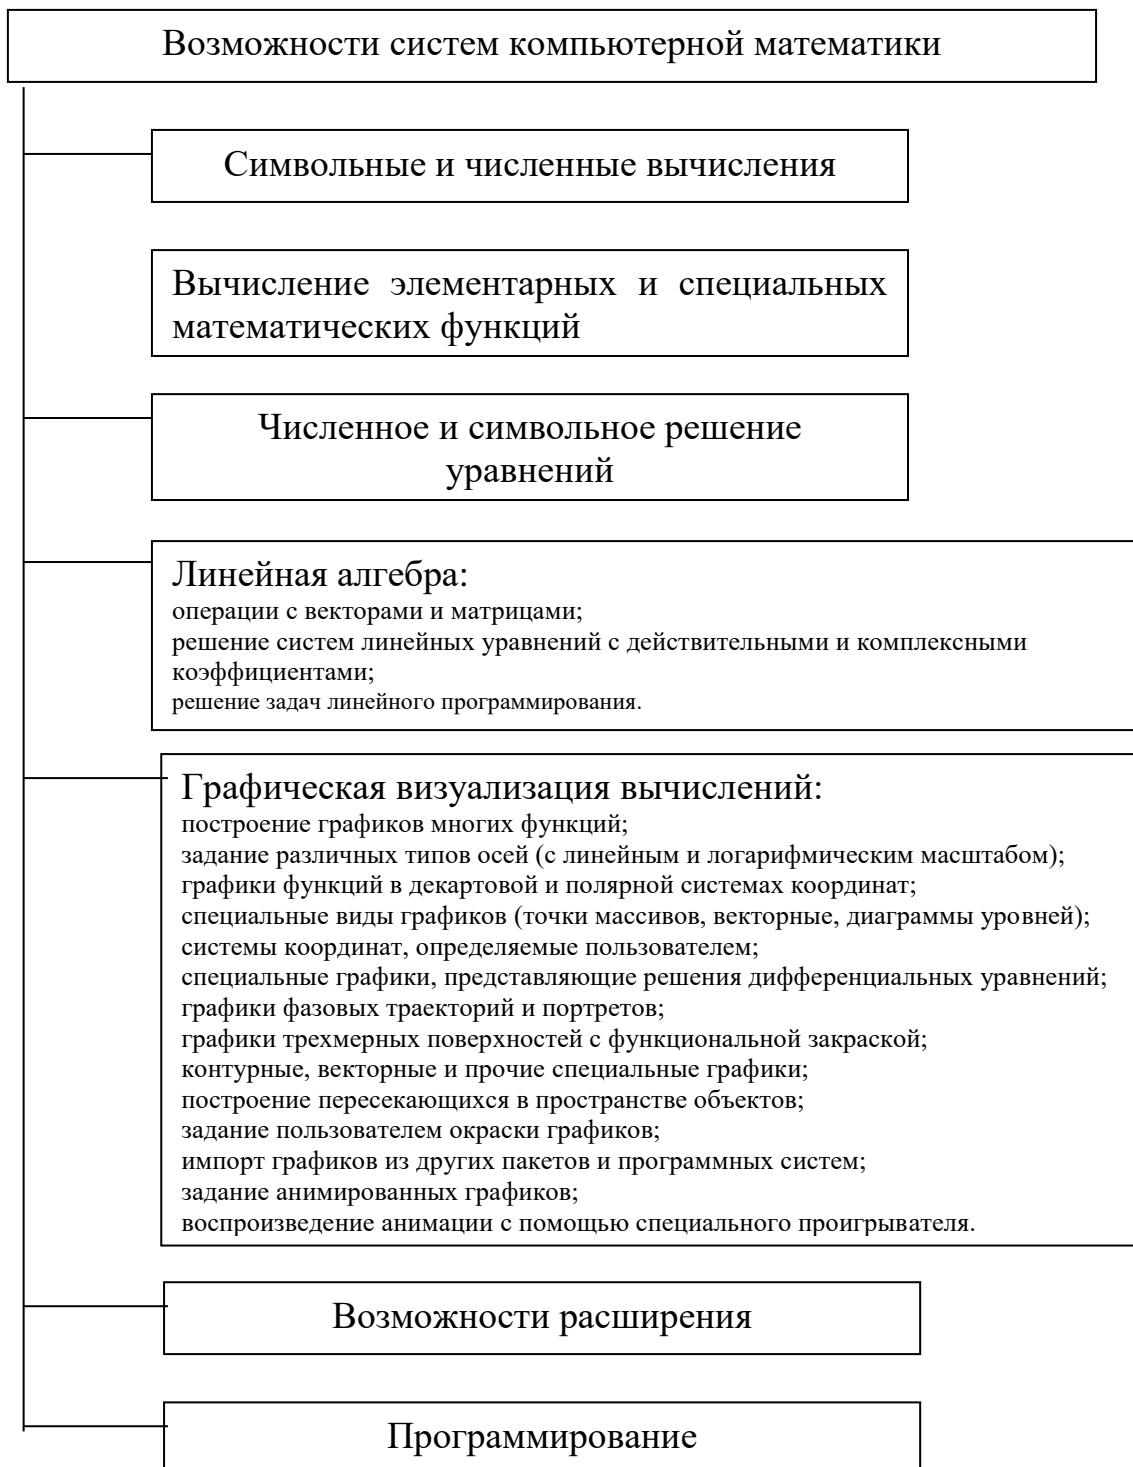 Возможности систем компьютерной математики
Символьные и численные вычисления
Вычисление элементарных и специальных
математических функций
Численное и символьное решение
уравнений
Линейная алгебра:
операции с векторами и матрицами;
решение систем линейных уравнений с действительными и комплексными
коэффициентами;
решение задач линейного программирования.
Графическая визуализация вычислений:
построение графиков многих функций;
задание различных типов осей (с линейным и логарифмическим масштабом);
графики функций в декартовой и полярной системах координат;
специальные виды графиков (точки массивов, векторные, диаграммы уровней);
системы координат, определяемые пользователем;
специальные графики, представляющие решения дифференциальных уравнений;
графики фазовых траекторий и портретов;
графики трехмерных поверхностей с функциональной закраской;
контурные, векторные и прочие специальные графики;
построение пересекающихся в пространстве объектов;
задание пользователем окраски графиков;
импорт графиков из других пакетов и программных систем;
задание анимированных графиков;
воспроизведение анимации с помощью специального проигрывателя.
Возможности расширения
Программирование